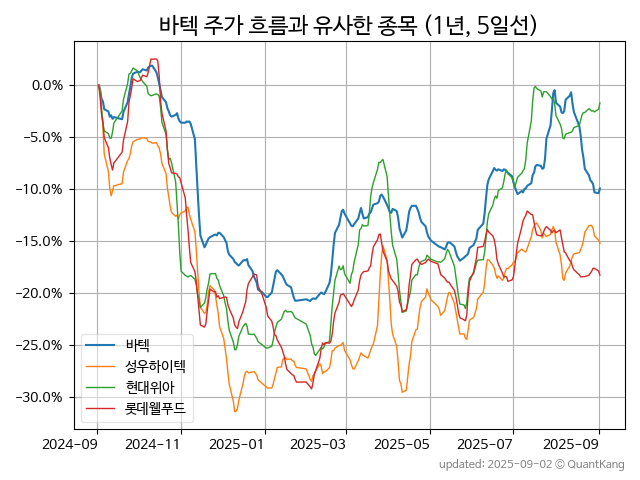 바텍 주가 흐름과 유사한 종목 (1년, 5일선)
0.0%
-5.0%
-10.0%
-15.0%
-20.0%
-25.0%
-30.0%
바텍
성우하이텍
현대위아
롯데웰푸드
2024-09 2024-11 2025-01 2025-03 2025-05 2025-07 2025-09
updated: 2025-09-02 © QuantKang